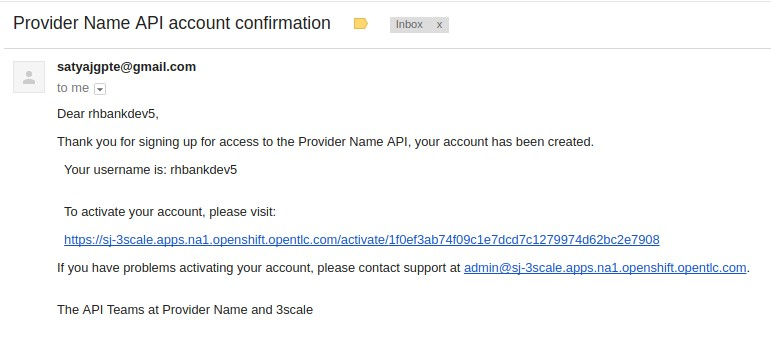 Provider Name API account confirmation Inbox x
satyajgpte@gmail.com
to me
Dear rhbankdev5,
Thank you for signing up for access to the Provider Name API, your account has been created.
Your username is: rhbankdev5
To activate your account, please visit:
https://sj-3scale.apps.na1.openshift.opentlc.com/activate/1f0ef3ab74f09c1e7dcd7c1279974d62bc2e7908
If you have problems activating your account, please contact support at admin@sj-3scale.apps.na1.openshift.opentlc.com.
The API Teams at Provider Name and 3scale